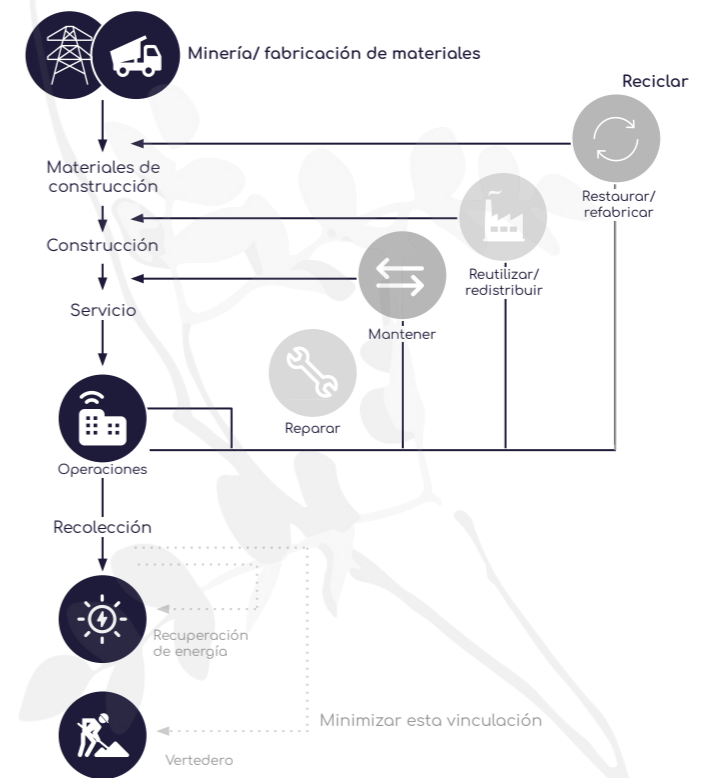 Minería/ fabricación de materiales
Reciclar
Materiales de
construcción
Restaurar/
refabricar
Construcción
Reutilizar/
redistribuir
Servicio
Mantener
Reparar
Operaciones
Recolección
Recuperación
de energía
Minimizar esta vinculación
Vertedero